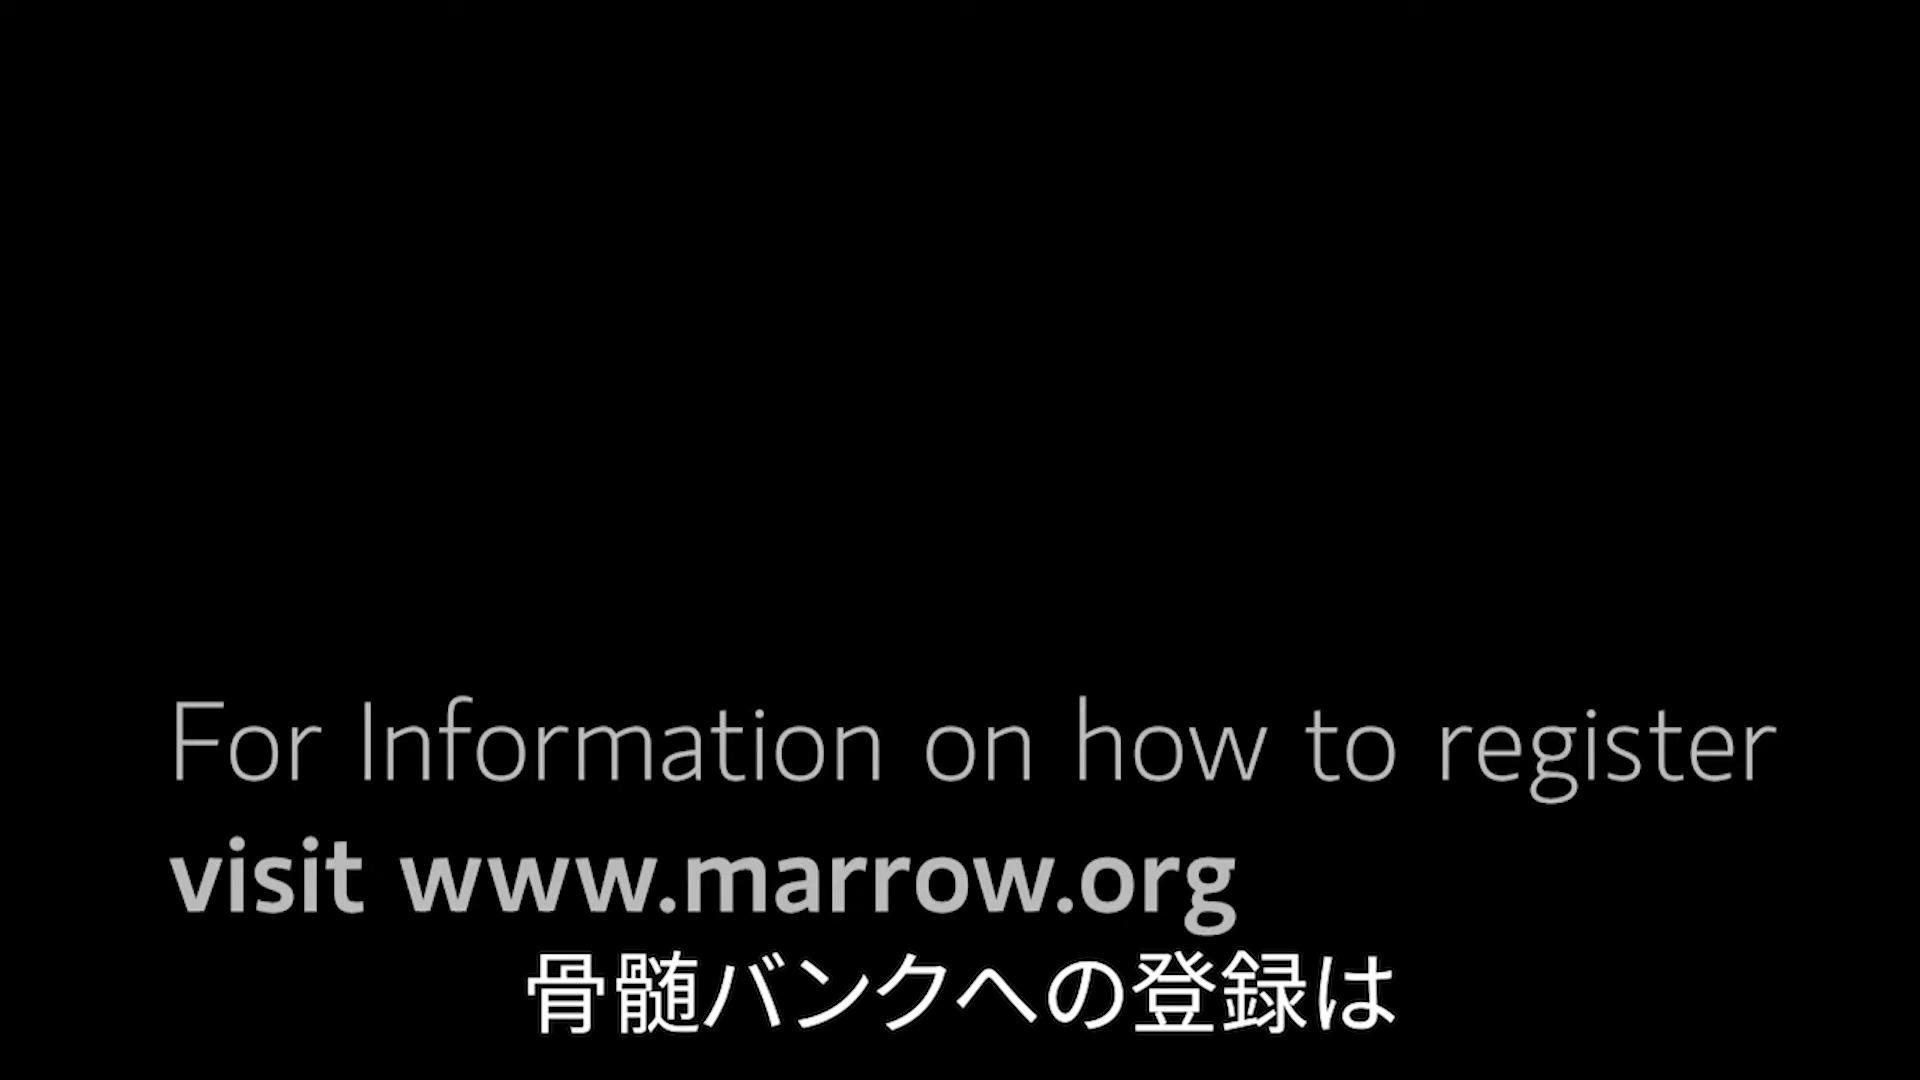 For Information on how to register
visit www.marrow.org
骨髄バンクへの登録は